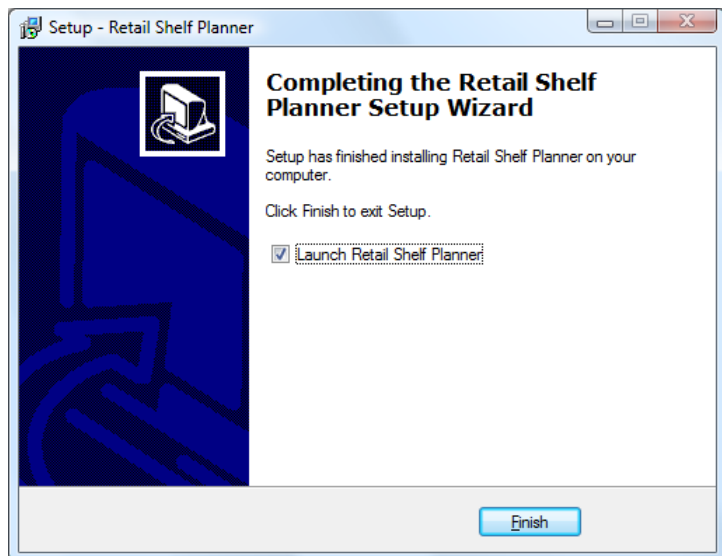 Setup - Retail Shelf Planner
Completing the Retail Shelf
Planner Setup Wizard
Setup has finished installing Retail Shelf Planner on your
computer.
Click Finish to exit Setup.
Launch Retail Shelf Planner
Finish